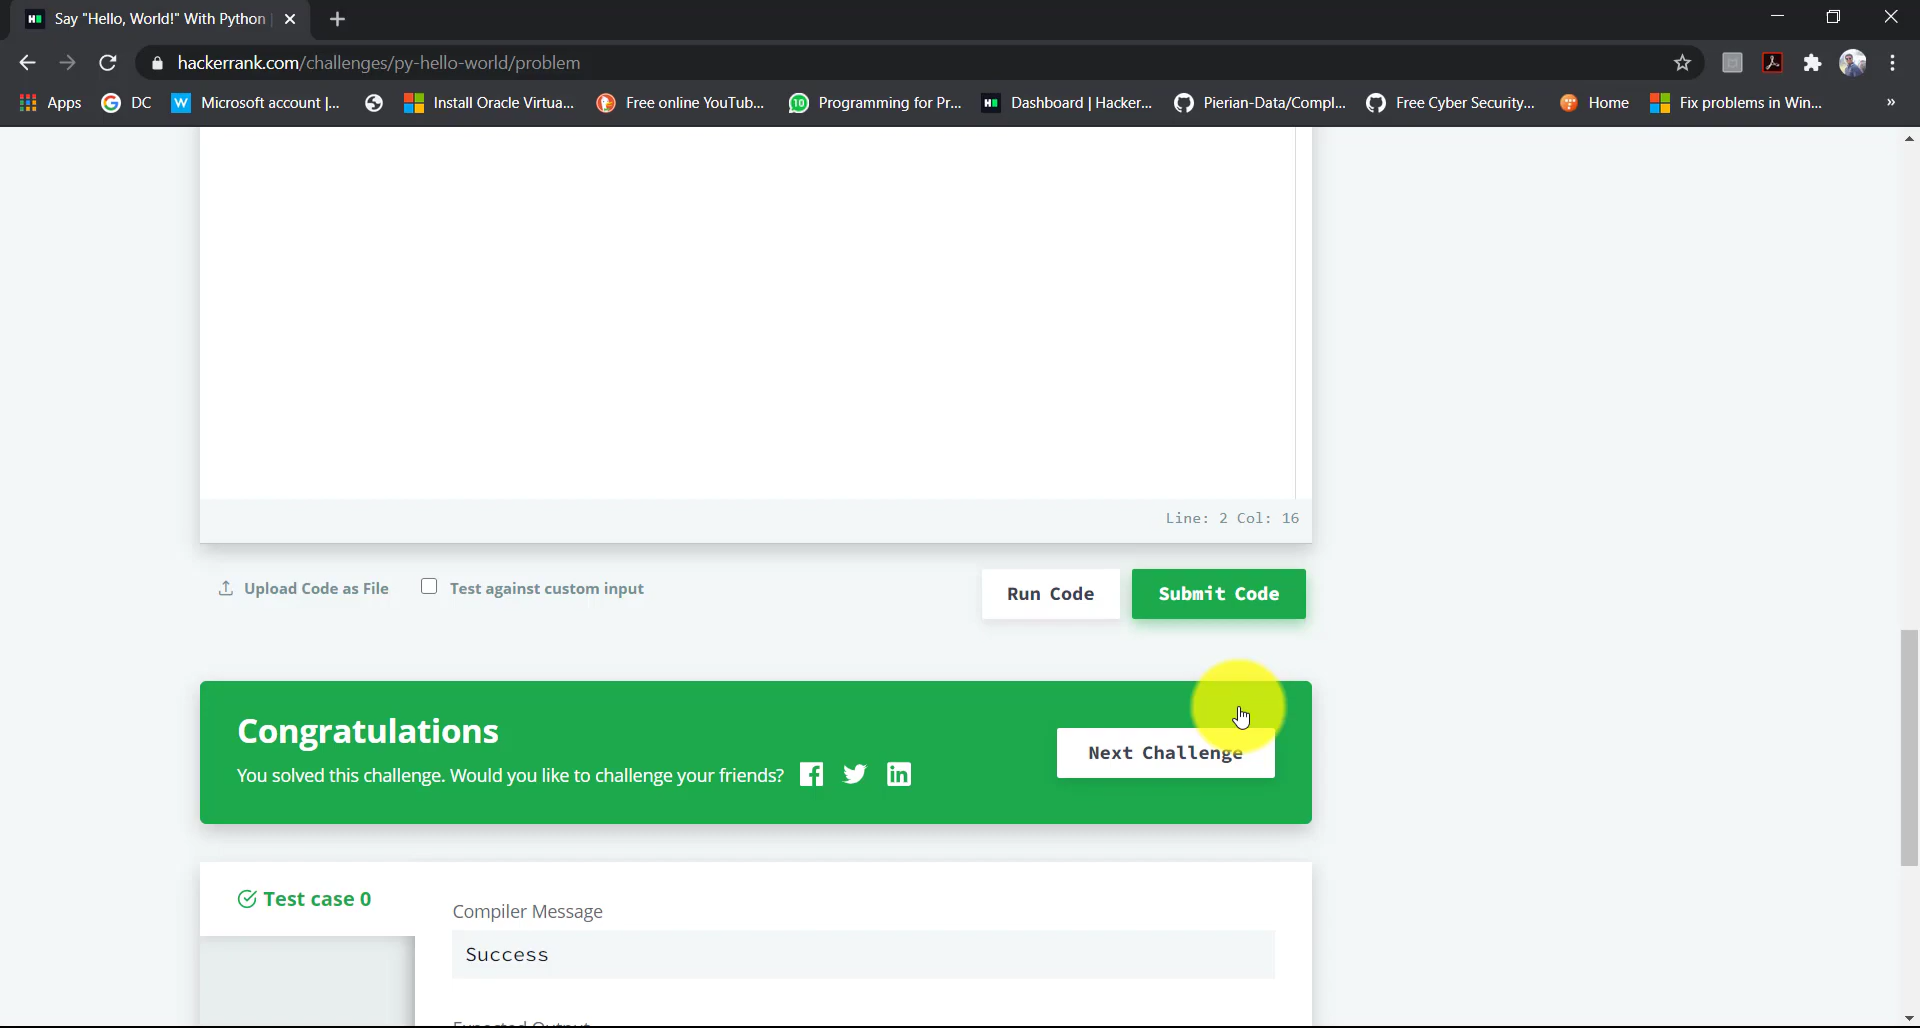 Say "Hello, World!" With Python
hackerrank.com/challenges/py-hello-world/problem
Apps
DC
Microsoft account |...
Install Oracle Virtua...
Free online YouTub...
Programming for Pr...
Dashboard | Hacker...
Pierian-Data/Compl...
Free Cyber Security...
Home
Fix problems in Win...
»
Line: 2 Col: 16
Upload Code as File
Test against custom input
Run Code
Submit Code
Congratulations
You solved this challenge. Would you like to challenge your friends?
Next Challenge
Test case 0
Compiler Message
Success